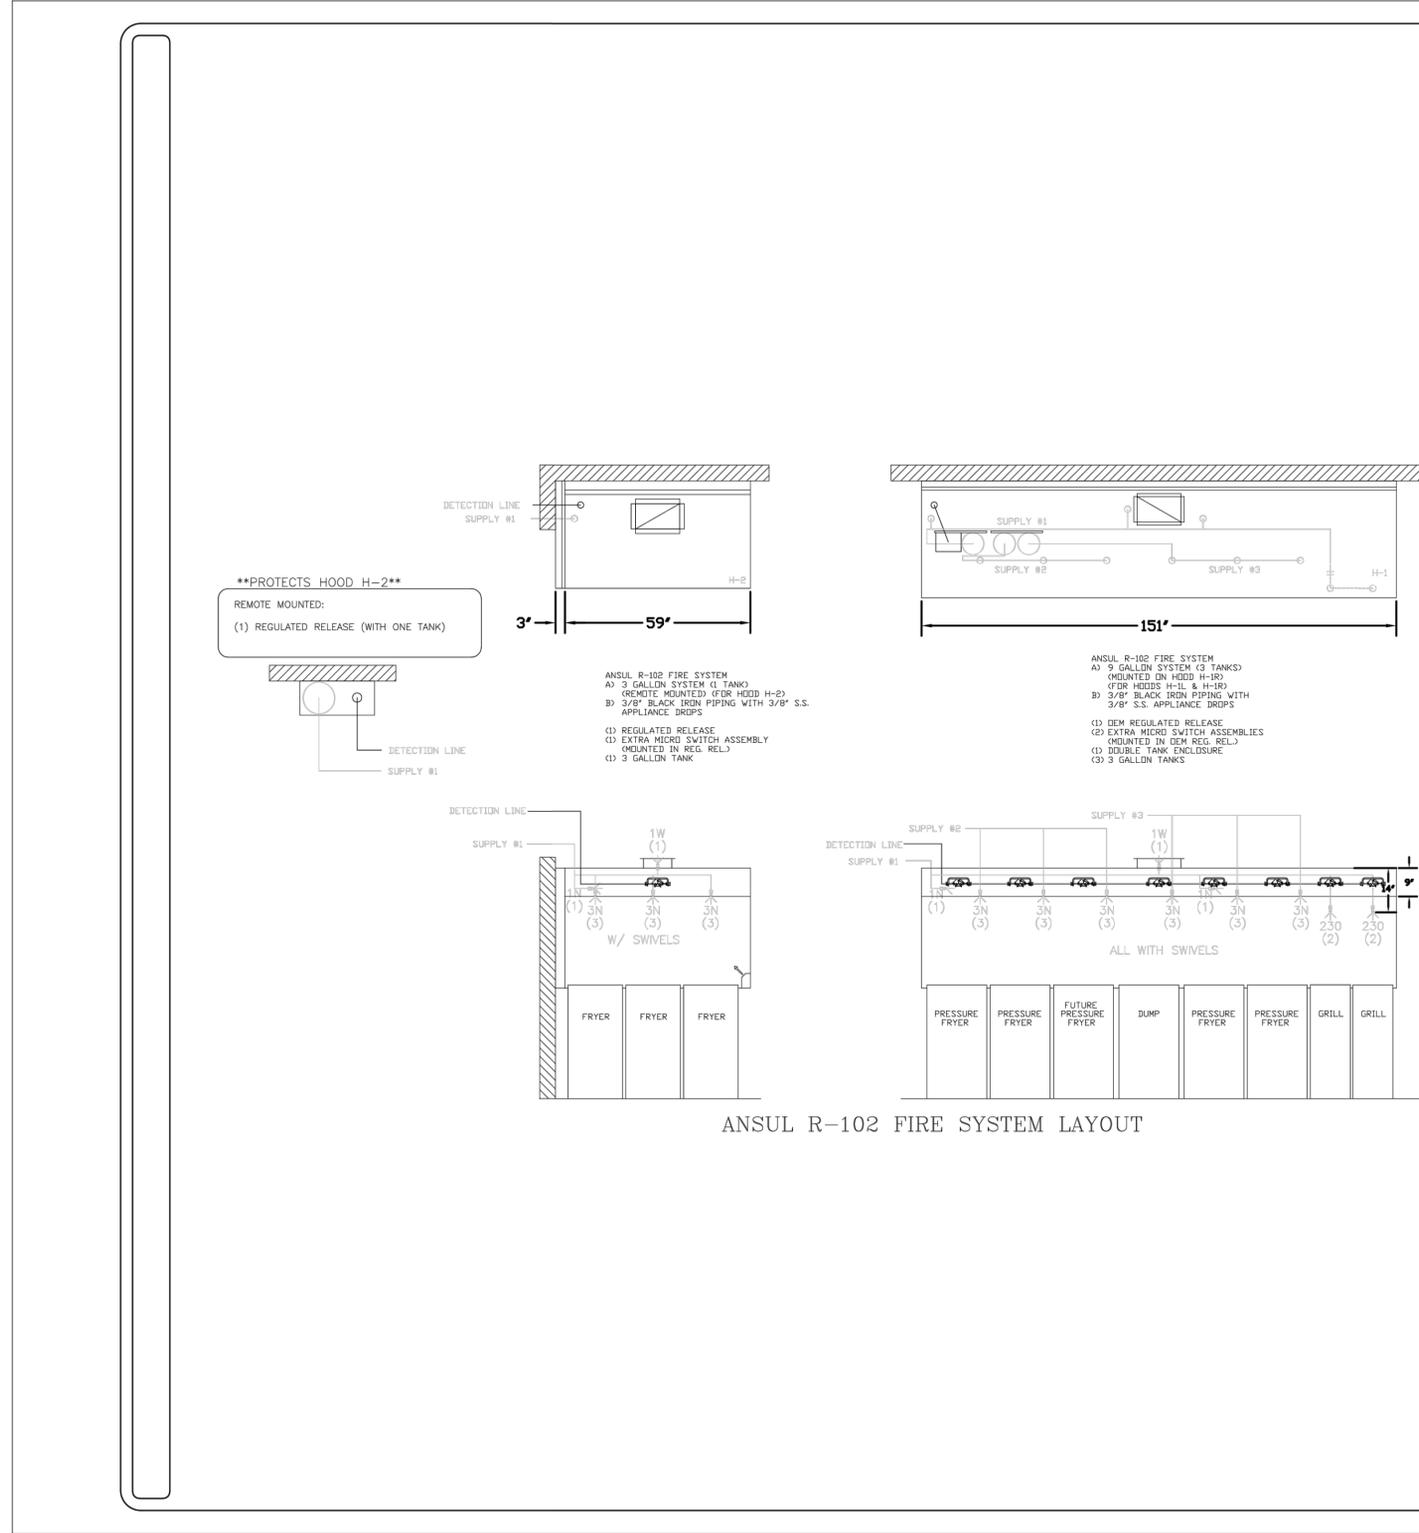 DETECTION LINE
SUPPLY #1
H-2
3"
59"
SUPPLY #1
SUPPLY #2
SUPPLY #3
H-1
151"
**PROTECTS HOOD H-2**
REMOTE MOUNTED:
(1) REGULATED RELEASE (WITH ONE TANK)
DETECTION LINE
SUPPLY #1
ANSUL R-102 FIRE SYSTEM
A) 3 GALLON SYSTEM (1 TANK)
(REMOTE MOUNTED) (FOR HOOD H-2)
B) 3/8" BLACK IRON PIPING WITH 3/8" S.S.
APPLIANCE DROPS
(1) REGULATED RELEASE
(1) EXTRA MICRO SWITCH ASSEMBLY
(MOUNTED IN REG. REL.)
(1) 3 GALLON TANK
ANSUL R-102 FIRE SYSTEM
A) 9 GALLON SYSTEM (3 TANKS)
(MOUNTED ON HOOD H-1R)
(FOR HOODS H-1L & H-1R)
B) 3/8" BLACK IRON PIPING WITH
3/8" S.S. APPLIANCE DROPS
(1) OEM REGULATED RELEASE
(2) EXTRA MICRO SWITCH ASSEMBLIES
(MOUNTED IN OEM REG. REL.)
(1) DOUBLE TANK ENCLOSURE
(3) 3 GALLON TANKS
DETECTION LINE
SUPPLY #1
1W
(1)
1N
(1)
3N
(3)
3N
(3)
3N
(3)
W/ SWIVELS
FRYER
FRYER
FRYER
SUPPLY #3
SUPPLY #2
DETECTION LINE
SUPPLY #1
1W
(1)
9"
14"
1N
(1)
3N
(3)
3N
(3)
3N
(3)
3N
(3)
1N
(1)
3N
(3)
3N
(3)
230
(2)
230
(2)
ALL WITH SWIVELS
PRESSURE
FRYER
PRESSURE
FRYER
FUTURE
PRESSURE
FRYER
DUMP
PRESSURE
FRYER
PRESSURE
FRYER
GRILL
GRILL
ANSUL R-102 FIRE SYSTEM LAYOUT